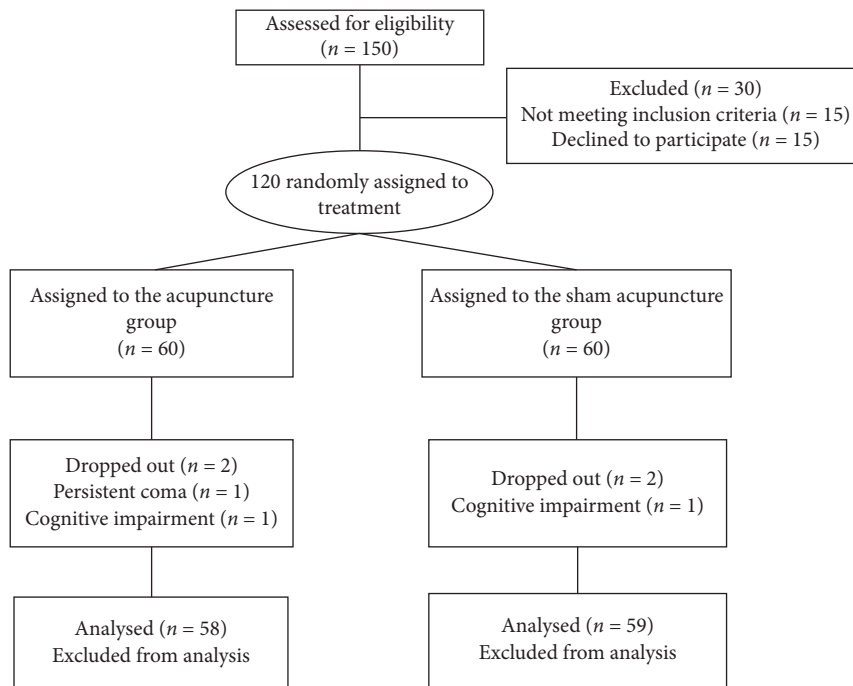 Assessed for eligibility
(n = 150)
Excluded (n = 30)
Not meeting inclusion criteria (n = 15)
Declined to participate (n = 15)
120 randomly assigned to
treatment
Assigned to the acupuncture
group
(n = 60)
Assigned to the sham acupuncture
group
(n = 60)
Dropped out (n = 2)
Persistent coma (n = 1)
Cognitive impairment (n = 1)
Dropped out (n = 2)
Cognitive impairment (n = 1)
Analysed (n = 58)
Excluded from analysis
Analysed (n = 59)
Excluded from analysis